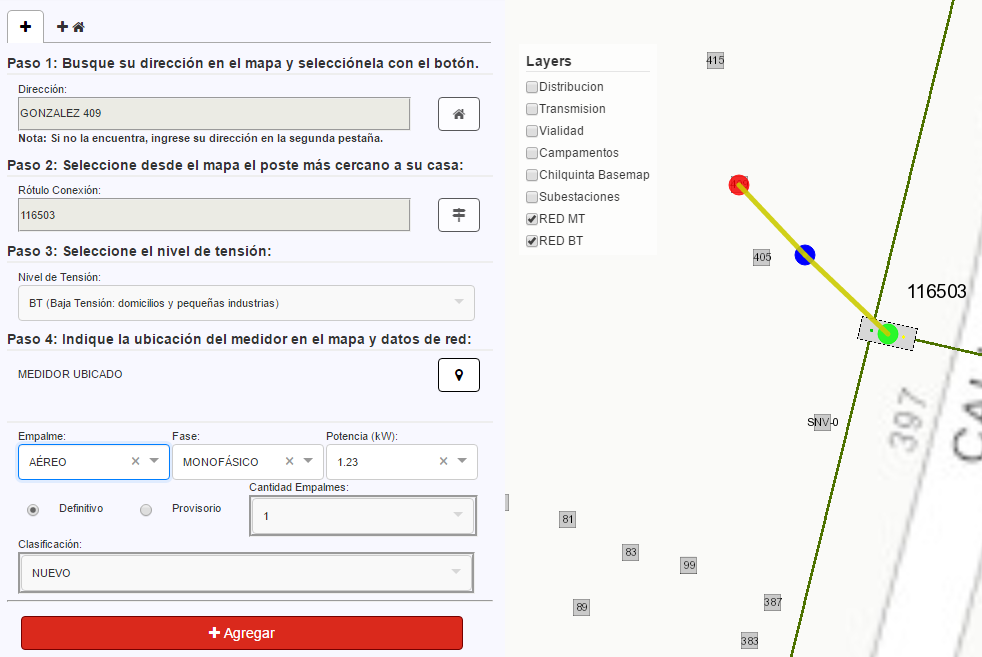 Paso 1: Busque su dirección en el mapa y selecciónela con el botón.
Dirección:
GONZALEZ 409
Nota: Si no la encuentra, ingrese su dirección en la segunda pestaña.
Paso 2: Seleccione desde el mapa el poste más cercano a su casa:
Rótulo Conexión:
116503
Paso 3: Seleccione el nivel de tensión:
Nivel de Tensión:
BT (Baja Tensión: domicilios y pequeñas industrias)
Paso 4: Indique la ubicación del medidor en el mapa y datos de red:
MEDIDOR UBICADO
Empalme: Fase: Potencia (kW):
AÉREO MONOFÁSICO 1.23
Cantidad Empalmes:
Definitivo Provisorio
1
Clasificación:
NUEVO
Agregar
Layers
Distribucion
Transmision
Vialidad
Campamentos
Chilquinta Basemap
Subestaciones
RED MT
RED BT
415
405
116503
397
SNV-0
81
83
99
89
387
383